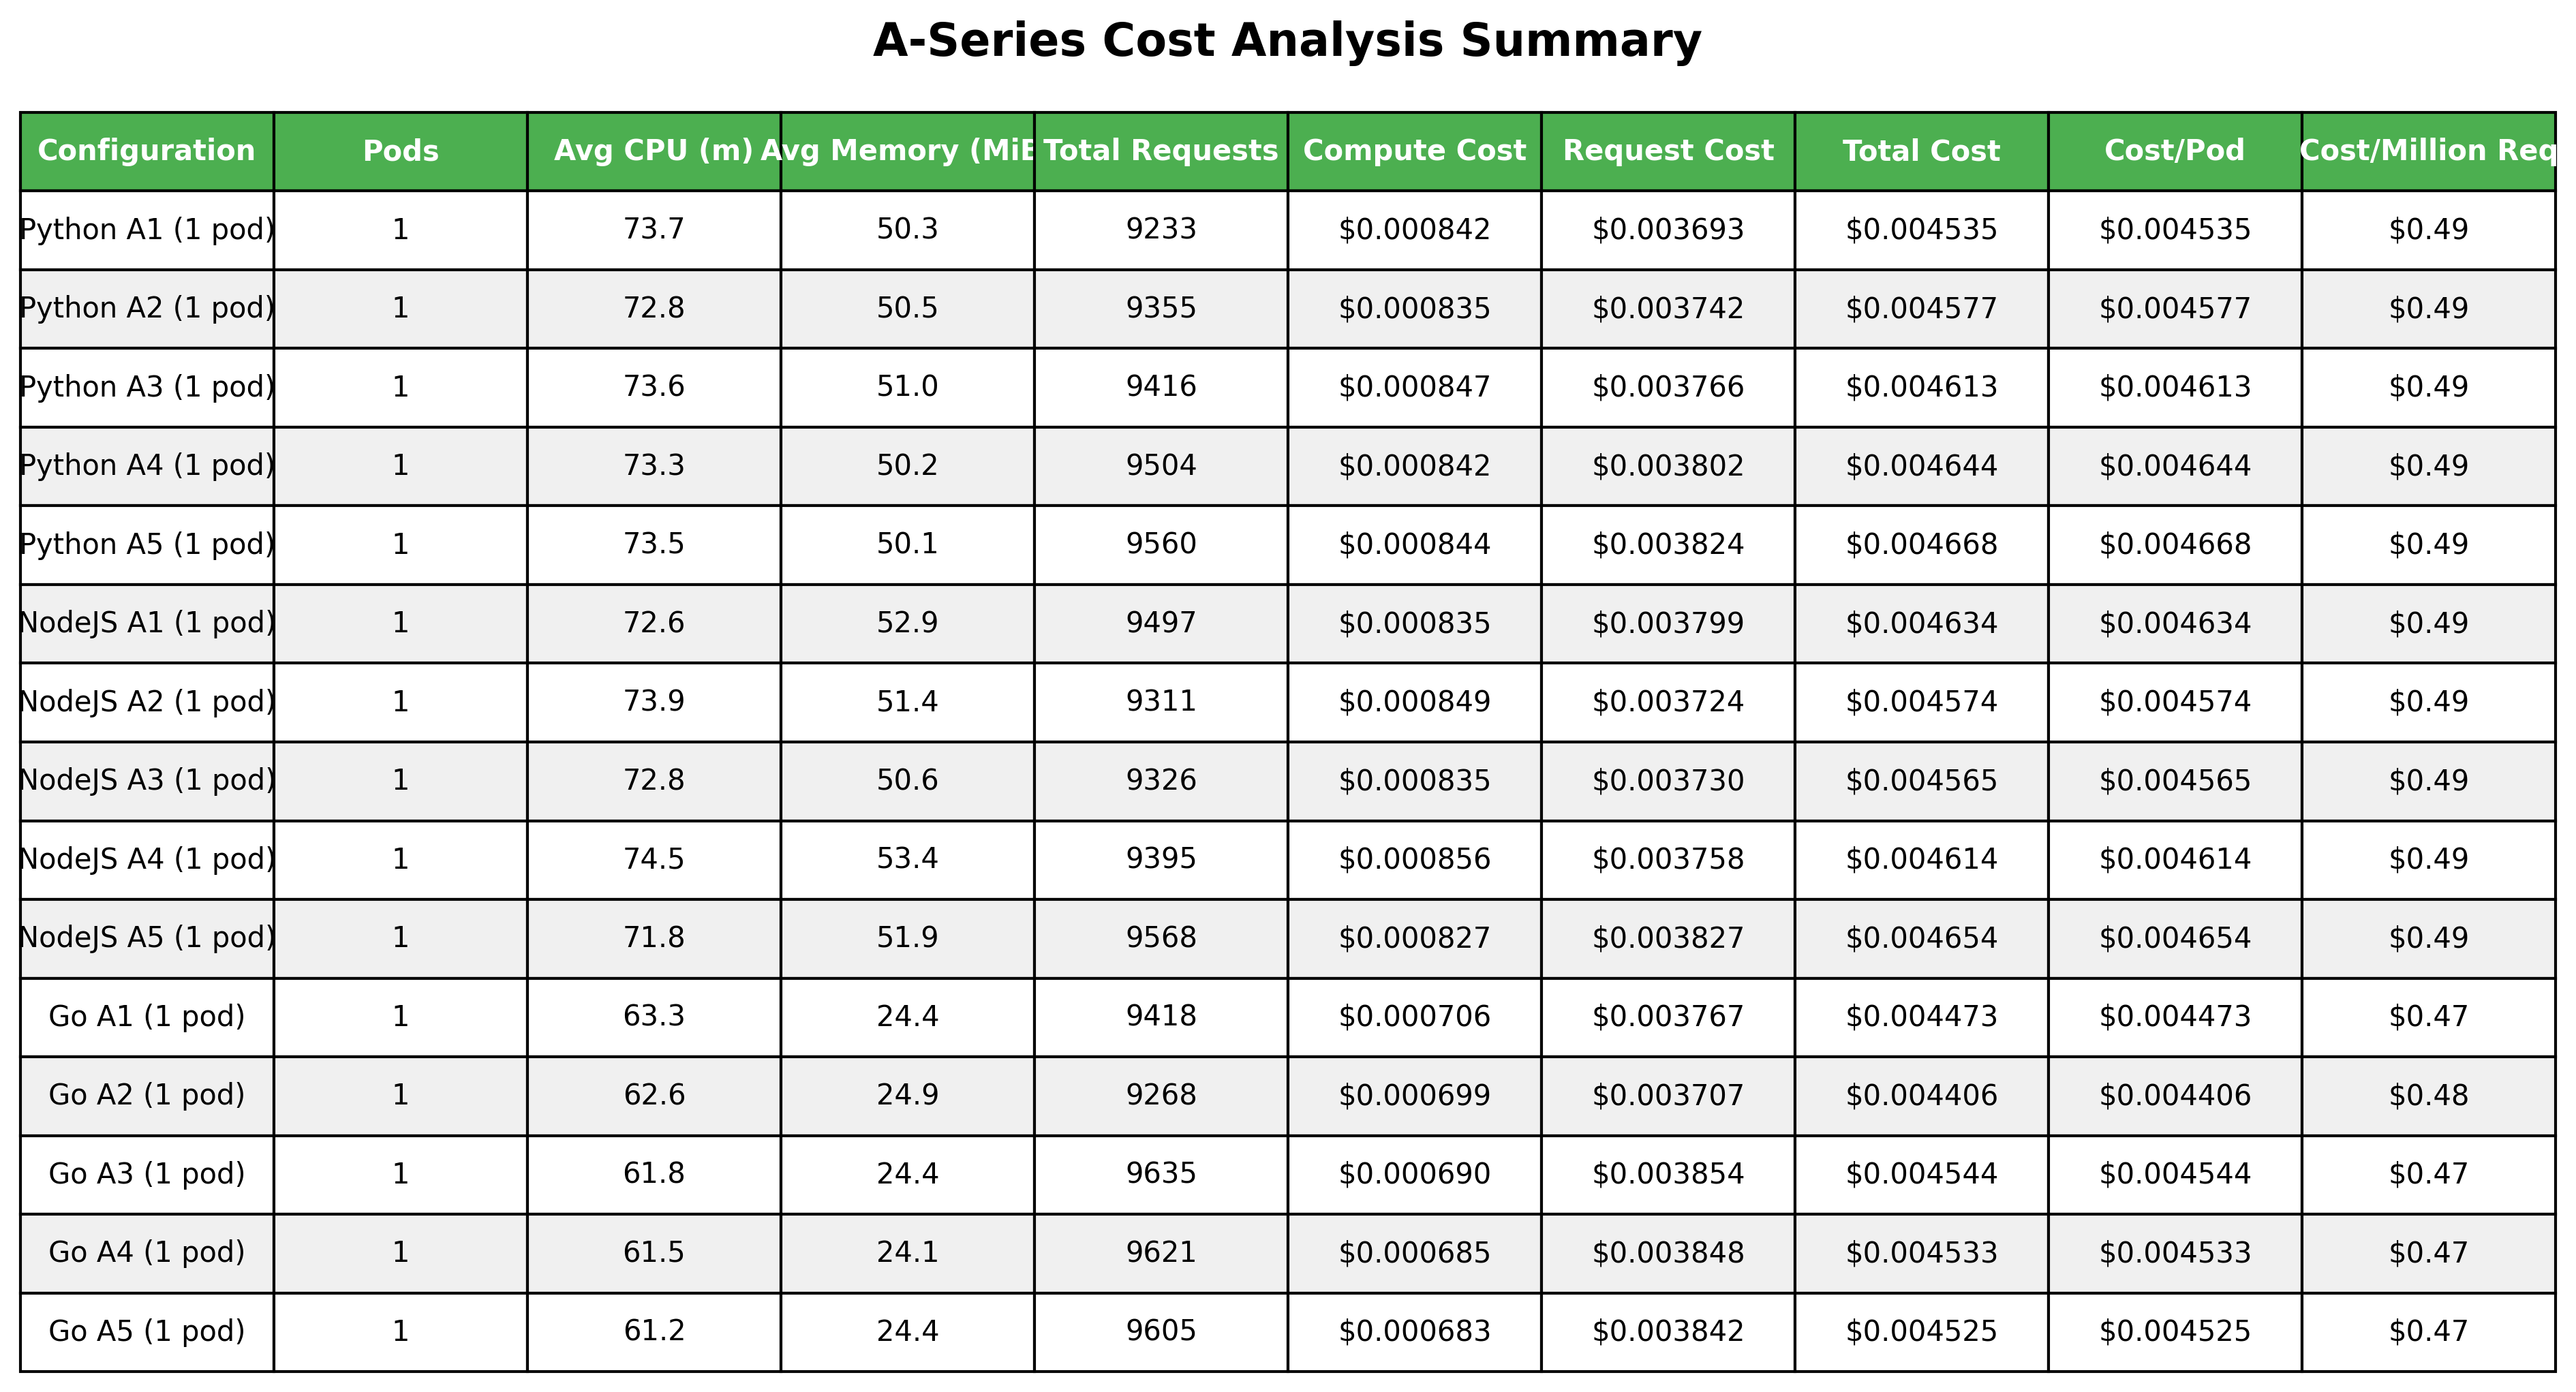 A-Series Cost Analysis Summary
Configuration Pods Avg CPU (m) Avg Memory (MiB Total Requests Compute Cost Request Cost Total Cost Cost/Pod Cost/Million Req
Python A1 (1 pod) 1 73.7 50.3 9233 $0.000842 $0.003693 $0.004535 $0.004535 $0.49
Python A2 (1 pod) 1 72.8 50.5 9355 $0.000835 $0.003742 $0.004577 $0.004577 $0.49
Python A3 (1 pod) 1 73.6 51.0 9416 $0.000847 $0.003766 $0.004613 $0.004613 $0.49
Python A4 (1 pod) 1 73.3 50.2 9504 $0.000842 $0.003802 $0.004644 $0.004644 $0.49
Python A5 (1 pod) 1 73.5 50.1 9560 $0.000844 $0.003824 $0.004668 $0.004668 $0.49
NodeJS A1 (1 pod) 1 72.6 52.9 9497 $0.000835 $0.003799 $0.004634 $0.004634 $0.49
NodeJS A2 (1 pod) 1 73.9 51.4 9311 $0.000849 $0.003724 $0.004574 $0.004574 $0.49
NodeJS A3 (1 pod) 1 72.8 50.6 9326 $0.000835 $0.003730 $0.004565 $0.004565 $0.49
NodeJS A4 (1 pod) 1 74.5 53.4 9395 $0.000856 $0.003758 $0.004614 $0.004614 $0.49
NodeJS A5 (1 pod) 1 71.8 51.9 9568 $0.000827 $0.003827 $0.004654 $0.004654 $0.49
Go A1 (1 pod) 1 63.3 24.4 9418 $0.000706 $0.003767 $0.004473 $0.004473 $0.47
Go A2 (1 pod) 1 62.6 24.9 9268 $0.000699 $0.003707 $0.004406 $0.004406 $0.48
Go A3 (1 pod) 1 61.8 24.4 9635 $0.000690 $0.003854 $0.004544 $0.004544 $0.47
Go A4 (1 pod) 1 61.5 24.1 9621 $0.000685 $0.003848 $0.004533 $0.004533 $0.47
Go A5 (1 pod) 1 61.2 24.4 9605 $0.000683 $0.003842 $0.004525 $0.004525 $0.47